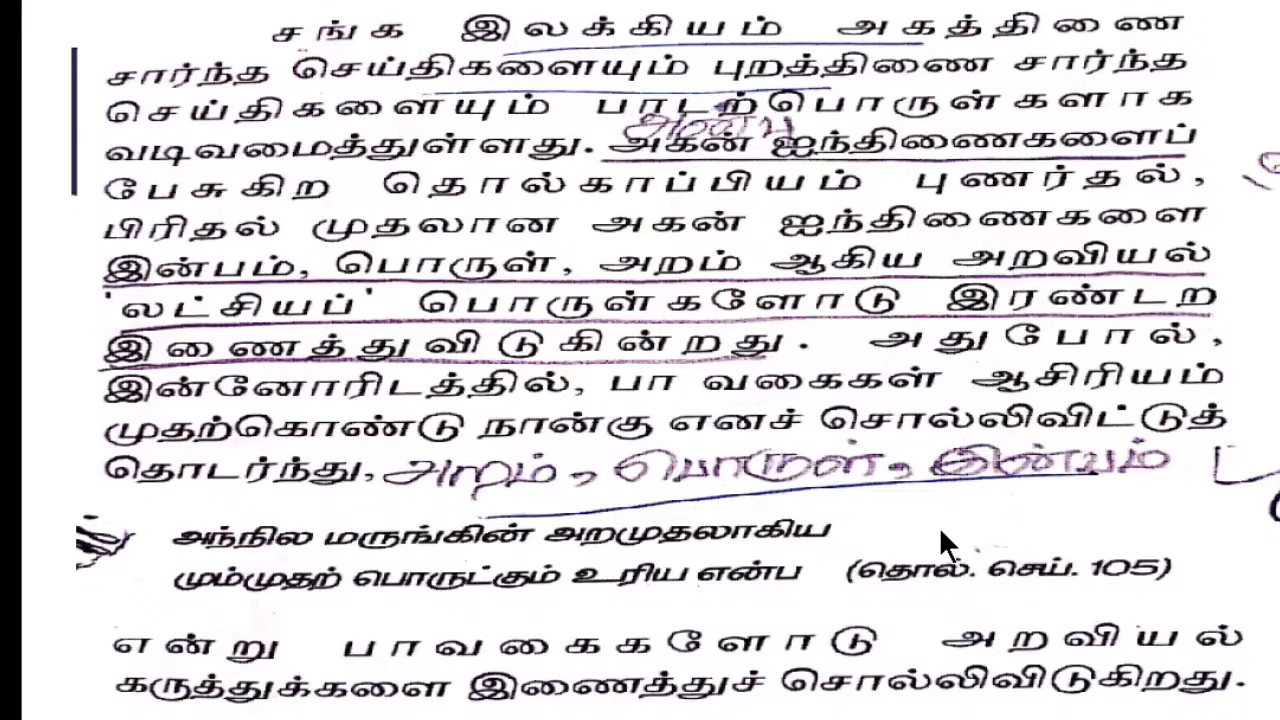 சங்க இலக்கியம் அகத்திணை
சார்ந்த செய்திகளையும் புறத்திணை சார்ந்த
செய்திகளையும் பாடற்பொருள்களாக
வடிவமைத்துள்ளது. அகன் ஐந்திணைகளைப்
பேசுகிற தொல்காப்பியம் புணர்தல்,
பிரிதல் முதலான அகன் ஐந்திணைகளை
இன்பம், பொருள், அறம் ஆகிய அறவியல்
'லட்சியப்' பொருள்களோடு இரண்டற
இணைத்துவிடுகின்றது. அதுபோல்,
இன்னோரிடத்தில், பா வகைகள் ஆசிரியம்
முதற்கொண்டு நான்கு எனச் சொல்லிவிட்டுத்
தொடர்ந்து, அறம், பொருள், இன்பம்
அந்நில மருங்கின் அறமுதலாகிய
மும்முதற் பொருட்கும் உரிய என்ப (தொல். செய். 105)
என்று பாவகைகளோடு அறவியல்
கருத்துக்களை இணைத்துச் சொல்லிவிடுகிறது.